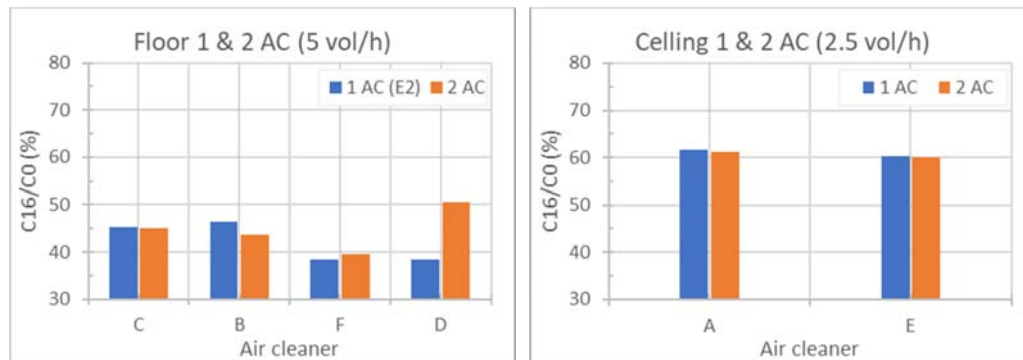 Floor 1 & 2 AC (5 vol/h)
80
70
60
50
40
30
C16/C0 (%)
1 AC (E2) 2 AC
C B F D
Air cleaner
Celling 1 & 2 AC (2.5 vol/h)
80
70
60
50
40
30
C16/C0 (%)
1 AC 2 AC
A E
Air cleaner